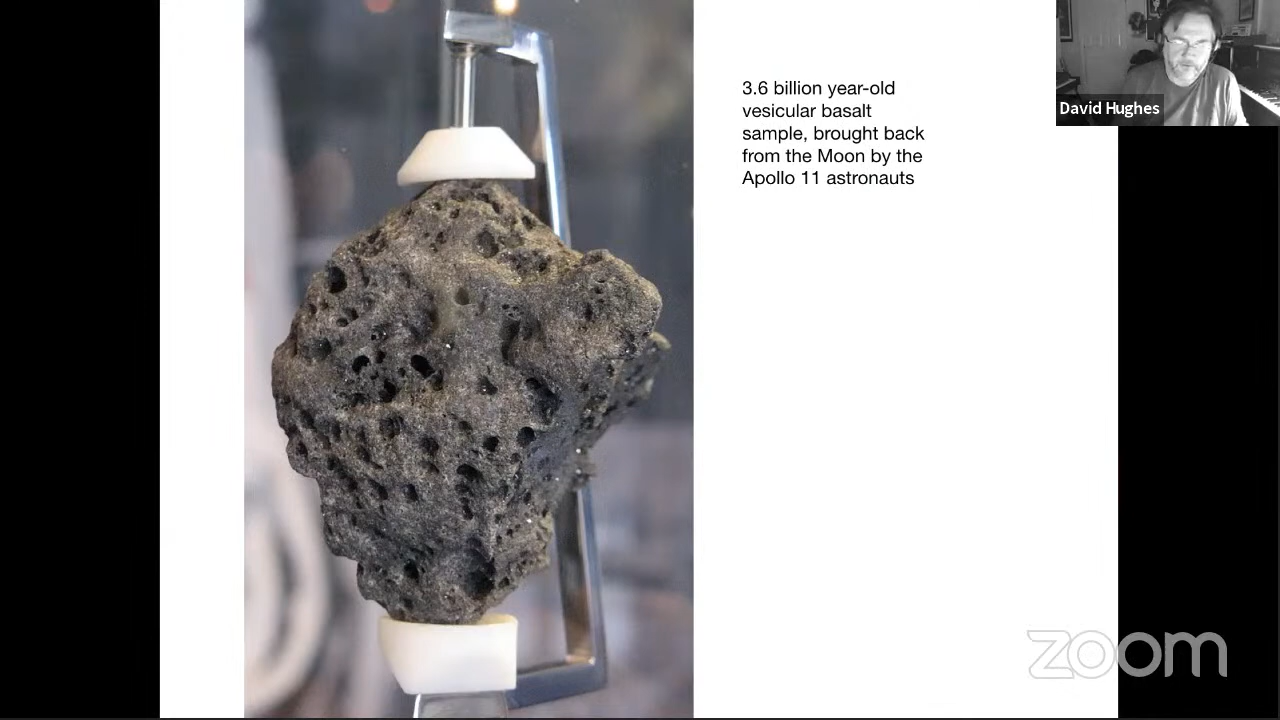 3.6 billion year-old
vesicular basalt
sample, brought back
from the Moon by the
Apollo 11 astronauts
David Hughes
zoom